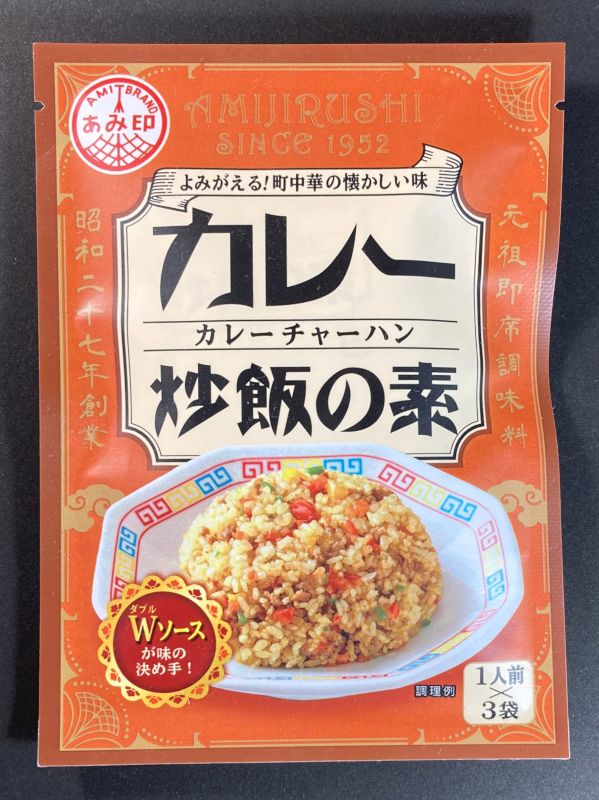 AMI BRAND
あみ印
AMIJIRUSHI
SINCE 1952
よみがえる!町中華の懐かしい味
カレー
カレーチャーハン
炒飯の素
昭和二十七年創業
元祖即席調味料
ダブル
Wソース
が味の
決め手!
調理例
1人前
×
3袋